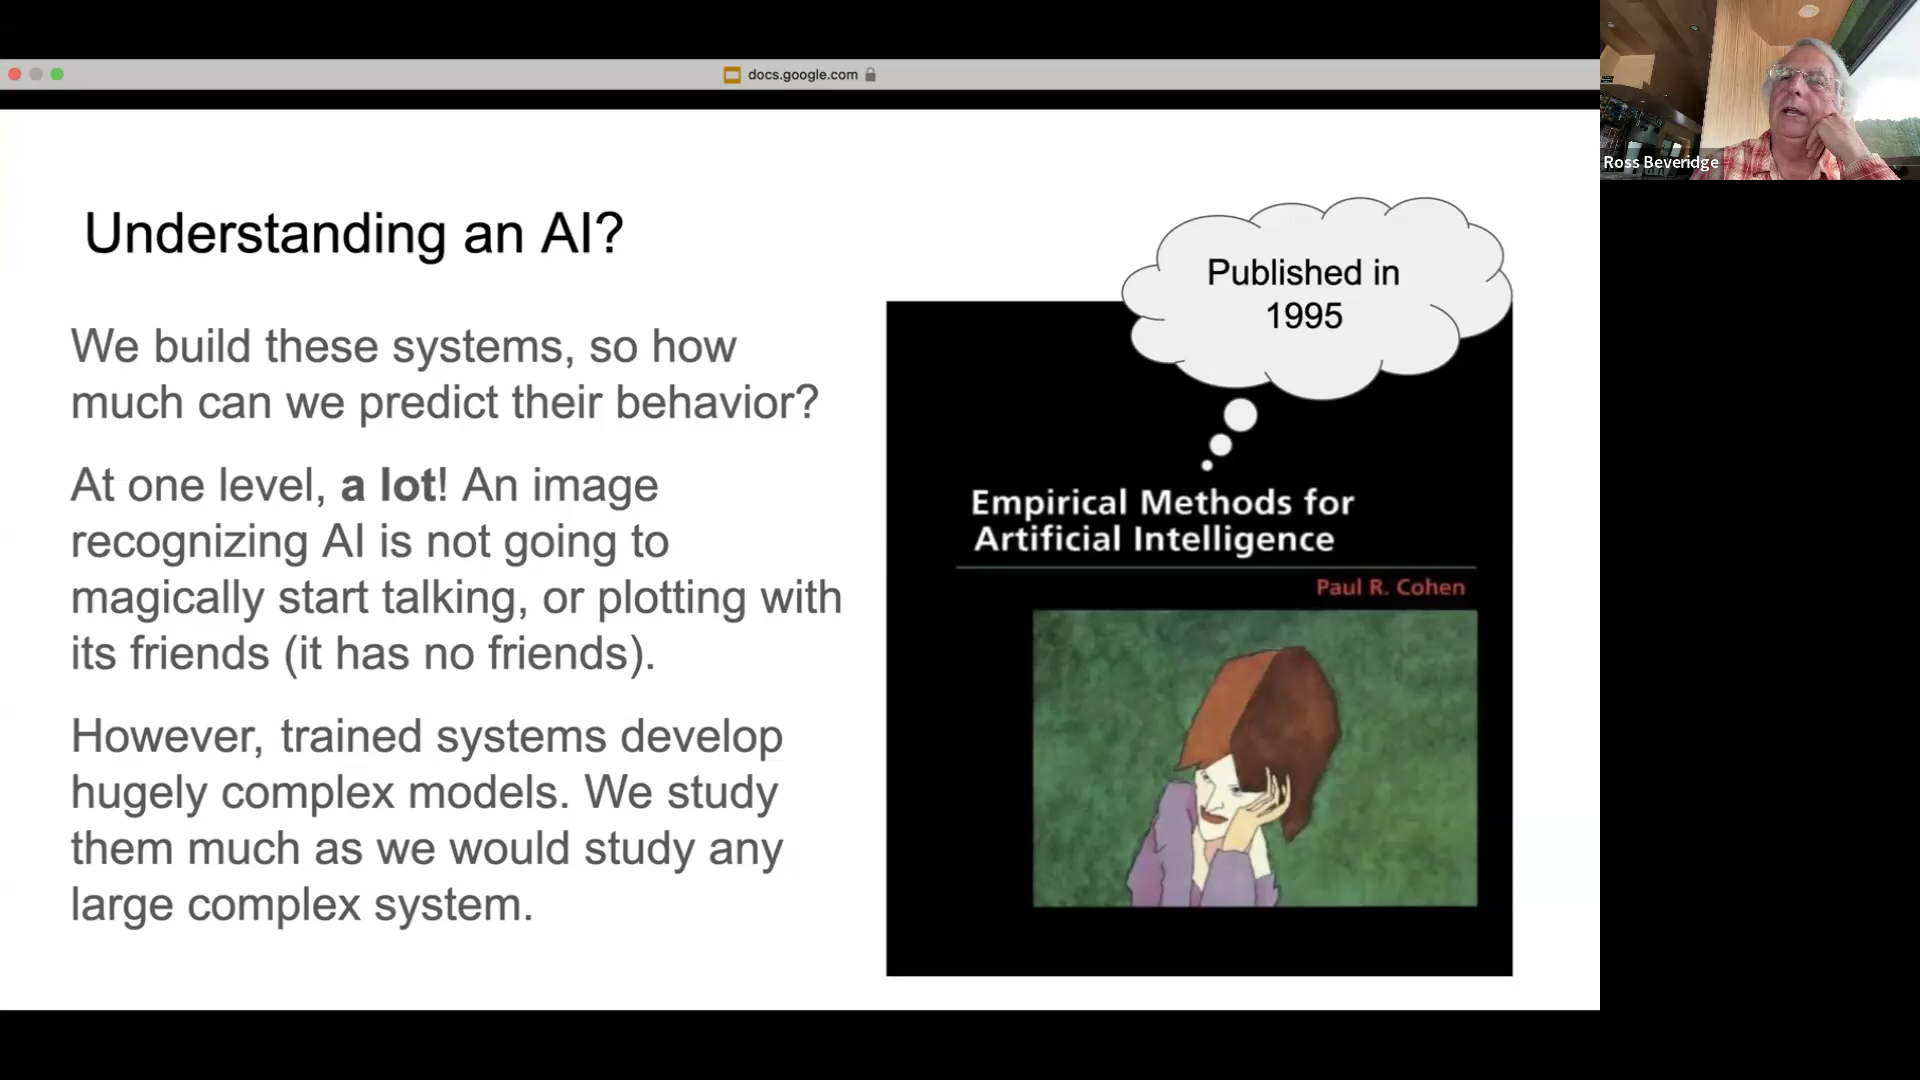 docs.google.com
Ross Beveridge
Understanding an AI?
We build these systems, so how
much can we predict their behavior?
At one level, a lot! An image
recognizing AI is not going to
magically start talking, or plotting with
its friends (it has no friends).
However, trained systems develop
hugely complex models. We study
them much as we would study any
large complex system.
Published in
1995
Empirical Methods for
Artificial Intelligence
Paul R. Cohen